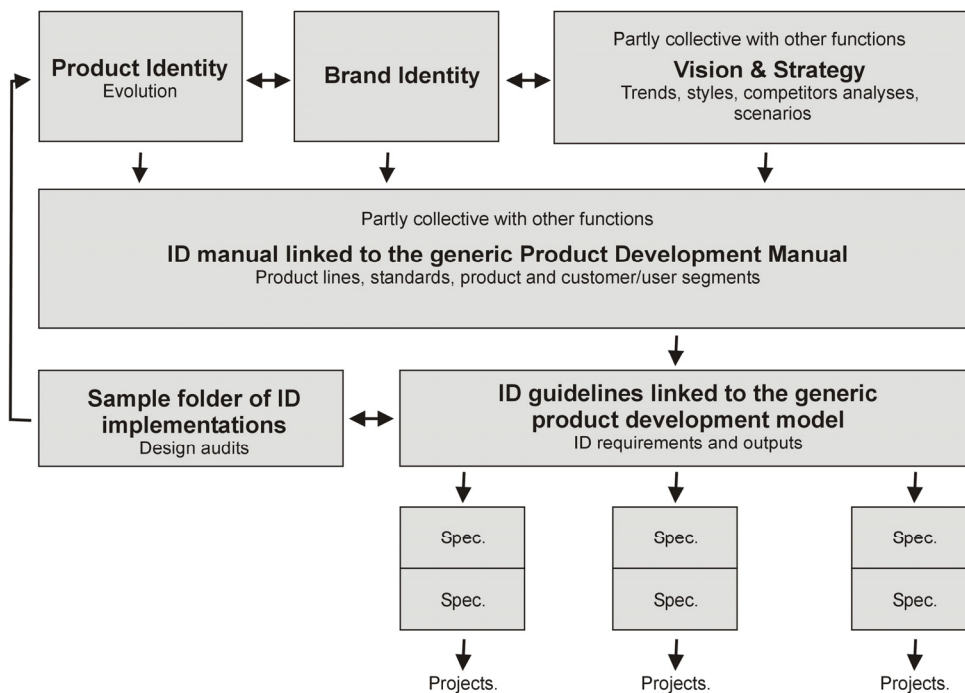 Product Identity
Evolution
Brand Identity
Partly collective with other functions
Vision & Strategy
Trends, styles, competitors analyses,
scenarios
Partly collective with other functions
ID manual linked to the generic Product Development Manual
Product lines, standards, product and customer/user segments
Sample folder of ID
implementations
Design audits
ID guidelines linked to the generic
product development model
ID requirements and outputs
Spec.
Spec.
Spec.
Spec.
Spec.
Spec.
Projects.
Projects.
Projects.